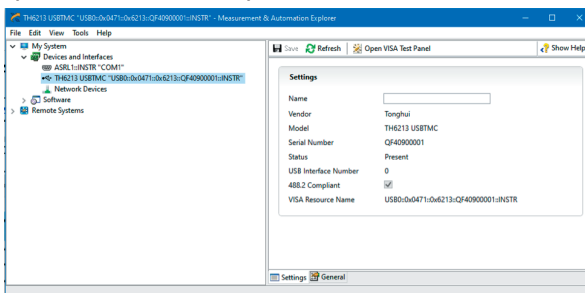 TH6213 USBTMC "USB0::0x0471::0x6213::QF40900001::INSTR" - Measurement & Automation Explorer
File Edit View Tools Help
My System
Devices and Interfaces
ASRL1::INSTR "COM1"
TH6213 USBTMC "USB0::0x0471::0x6213::QF40900001::INSTR"
Network Devices
Software
Remote Systems
Save Refresh Open VISA Test Panel Show Help
Settings
Name
Vendor Tonghui
Model TH6213 USBTMC
Serial Number QF40900001
Status Present
USB Interface Number 0
488.2 Compliant
VISA Resource Name USB0::0x0471::0x6213::QF40900001::INSTR
Settings General